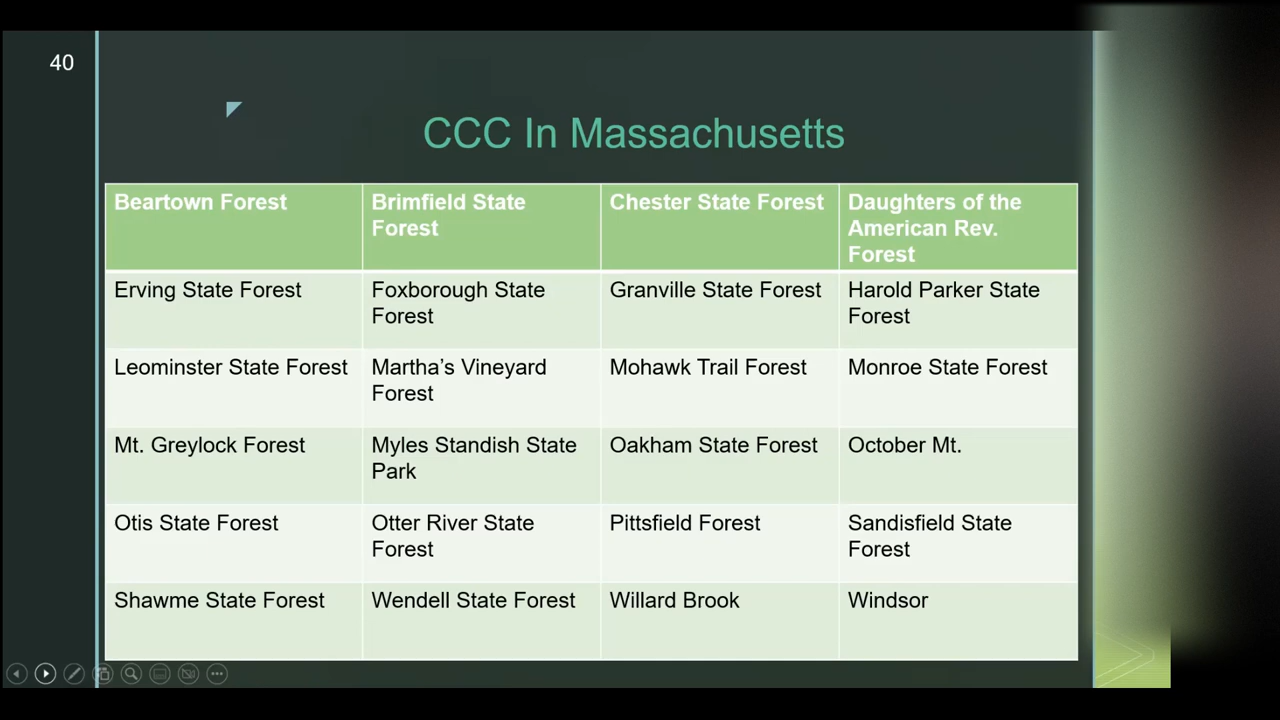 40
CCC In Massachusetts
Beartown Forest
Brimfield State
Forest
Chester State Forest
Daughters of the
American Rev.
Forest
Erving State Forest
Foxborough State
Forest
Granville State Forest
Harold Parker State
Forest
Leominster State Forest
Martha’s Vineyard
Forest
Mohawk Trail Forest
Monroe State Forest
Mt. Greylock Forest
Myles Standish State
Park
Oakham State Forest
October Mt.
Otis State Forest
Otter River State
Forest
Pittsfield Forest
Sandisfield State
Forest
Shawme State Forest
Wendell State Forest
Willard Brook
Windsor